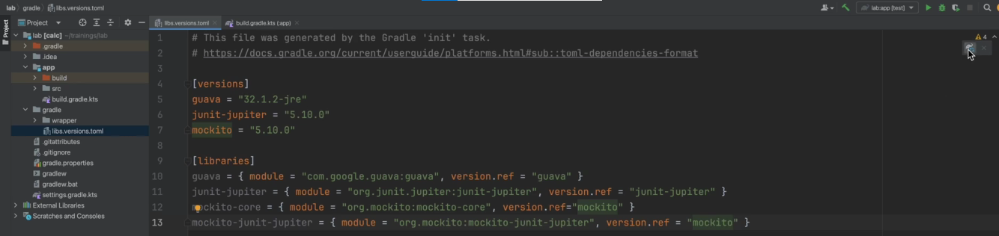 lab gradle libs.versions.toml
lab:app [test]
Project
Project
libs.versions.toml
build.gradle.kts (:app)
4
lab [calc] ~/trainings/lab
.gradle
.idea
app
build
src
build.gradle.kts
gradle
wrapper
libs.versions.toml
.gitattributes
.gitignore
gradle.properties
gradlew
gradlew.bat
settings.gradle.kts
External Libraries
Scratches and Consoles
1 # This file was generated by the Gradle 'init' task.
2 # https://docs.gradle.org/current/userguide/platforms.html#sub::toml-dependencies-format
3
4 [versions]
5 guava = "32.1.2-jre"
6 junit-jupiter = "5.10.0"
7 mockito = "5.10.0"
8
9 [libraries]
10 guava = { module = "com.google.guava:guava", version.ref = "guava" }
11 junit-jupiter = { module = "org.junit.jupiter:junit-jupiter", version.ref = "junit-jupiter" }
12 mockito-core = { module = "org.mockito:mockito-core", version.ref="mockito" }
13 mockito-junit-jupiter = { module = "org.mockito:mockito-junit-jupiter", version.ref = "mockito" }